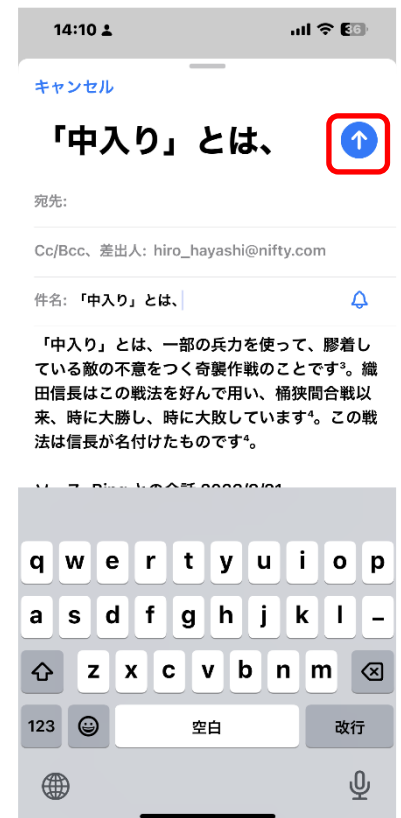 14:10
36
キャンセル
「中入り」とは、
宛先:
Cc/Bcc、差出人: hiro_hayashi@nifty.com
件名: 「中入り」とは、
「中入り」とは、一部の兵力を使って、膠着し
ている敵の不意をつく奇襲作戦のことです³。織
田信長はこの戦法を好んで用い、桶狭間合戦以
来、時に大勝し、時に大敗しています⁴。この戦
法は信長が名付けたものです⁴。
q w e r t y u i o p
a s d f g h j k l –
z x c v b n m
123 空白 改行